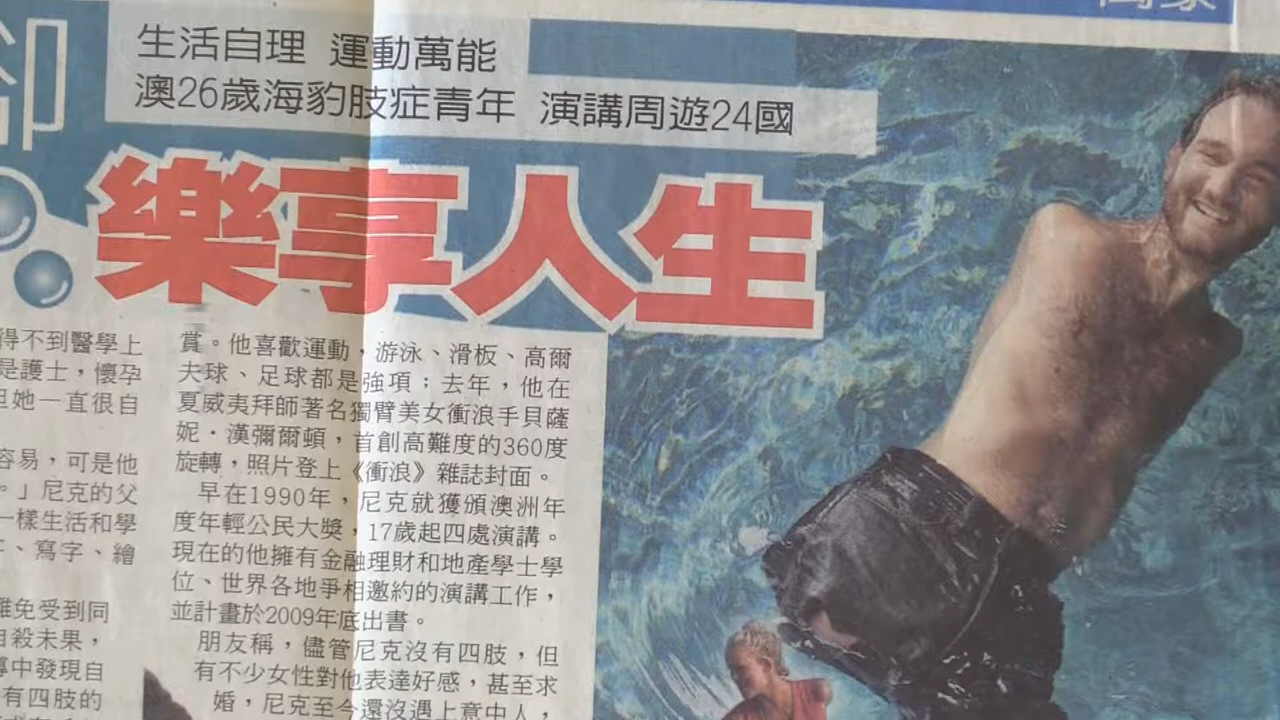 生活自理 運動萬能
澳26歲海豹肢症青年 演講周遊24國
樂享人生
得不到醫學上
是護士，懷孕
但她一直很自
容易，可是他
。」尼克的父
一樣生活和學
、寫字、繪
難免受到同
自殺未果，
中發現自
有四肢的
賞。他喜歡運動，游泳、滑板、高爾
夫球、足球都是強項；去年，他在
夏威夷拜師著名獨臂美女衝浪手貝薩
妮·漢彌爾頓，首創高難度的360度
旋轉，照片登上《衝浪》雜誌封面。
早在1990年，尼克就獲頒澳洲年
度年輕公民大獎，17歲起四處演講。
現在的他擁有金融理財和地產學士學
位、世界各地爭相邀約的演講工作，
並計畫於2009年底出書。
朋友稱，儘管尼克沒有四肢，但
有不少女性對他表達好感，甚至求
婚，尼克至今還沒遇上意中人，